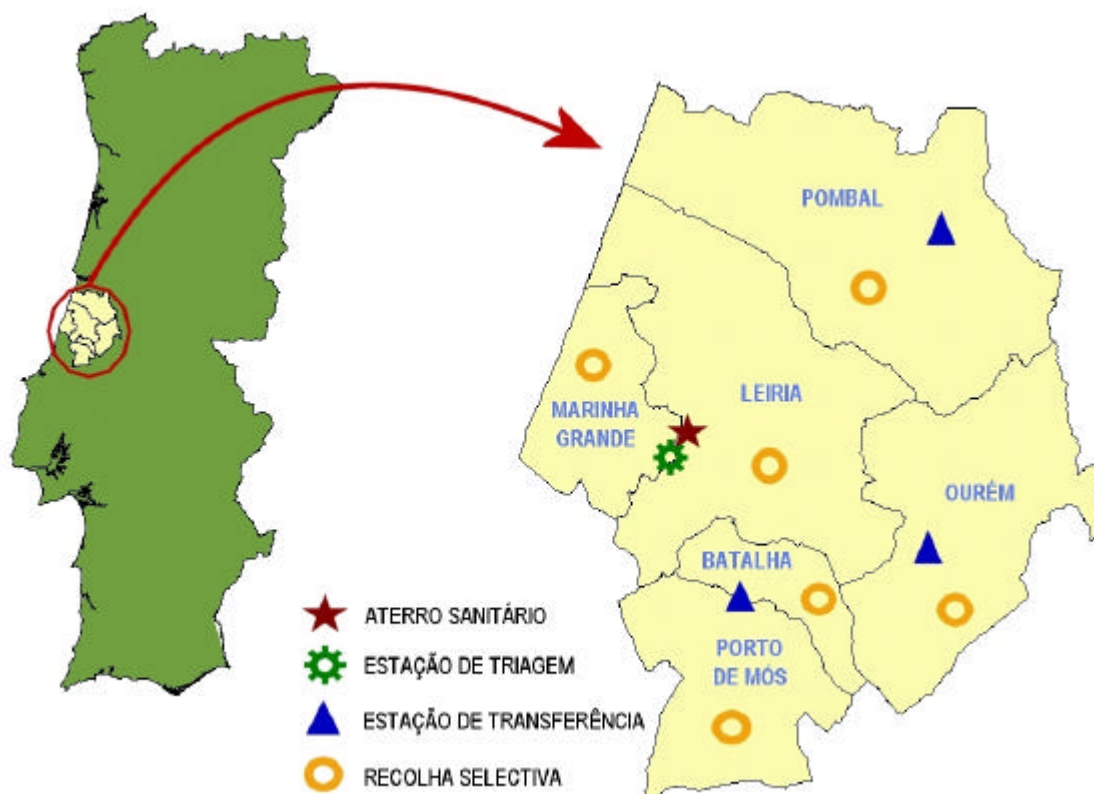 POMBAL
LEIRIA
MARINHA
GRANDE
OURÉM
BATALHA
PORTO
DE MÓS
ATERRO SANITÁRIO
ESTAÇÃO DE TRIAGEM
ESTAÇÃO DE TRANSFERÊNCIA
RECOLHA SELECTIVA